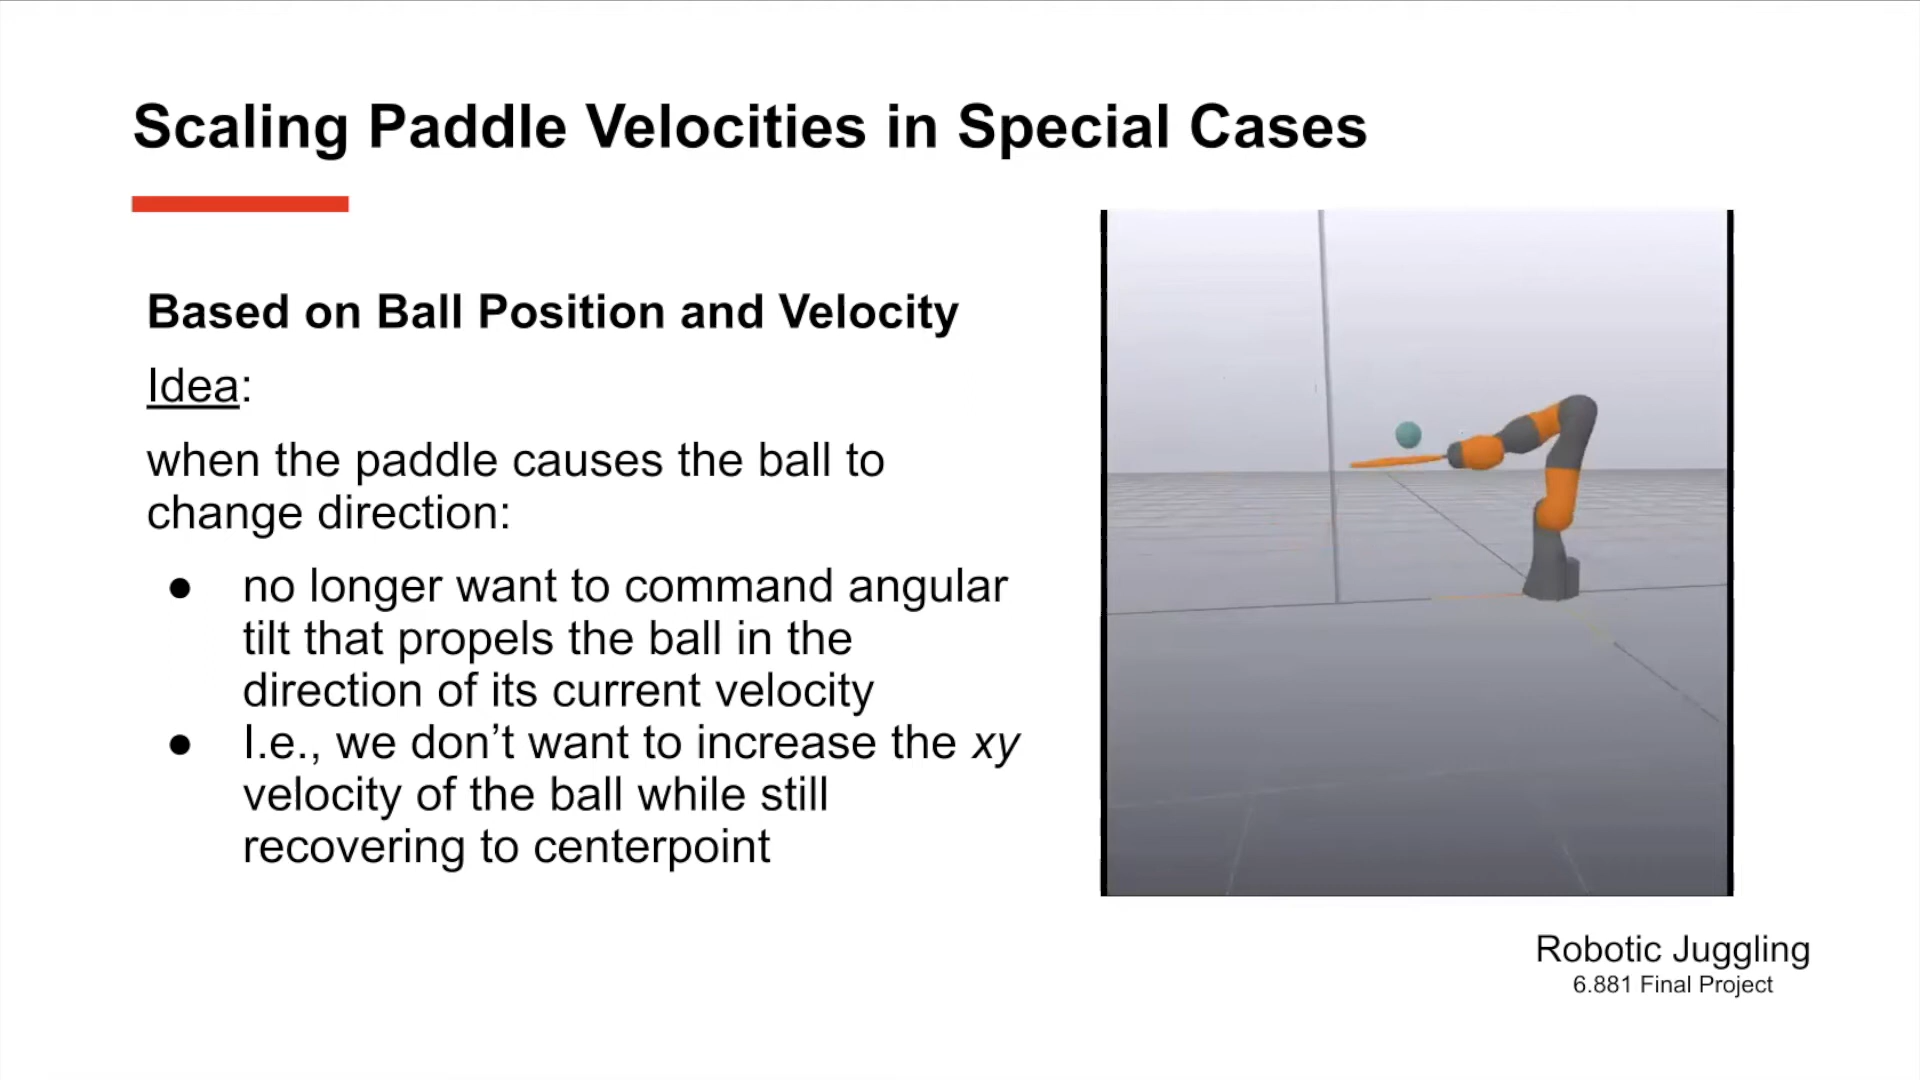 Scaling Paddle Velocities in Special Cases
Based on Ball Position and Velocity
Idea:
when the paddle causes the ball to
change direction:
● no longer want to command angular
tilt that propels the ball in the
direction of its current velocity
● I.e., we don’t want to increase the xy
velocity of the ball while still
recovering to centerpoint
Robotic Juggling
6.881 Final Project